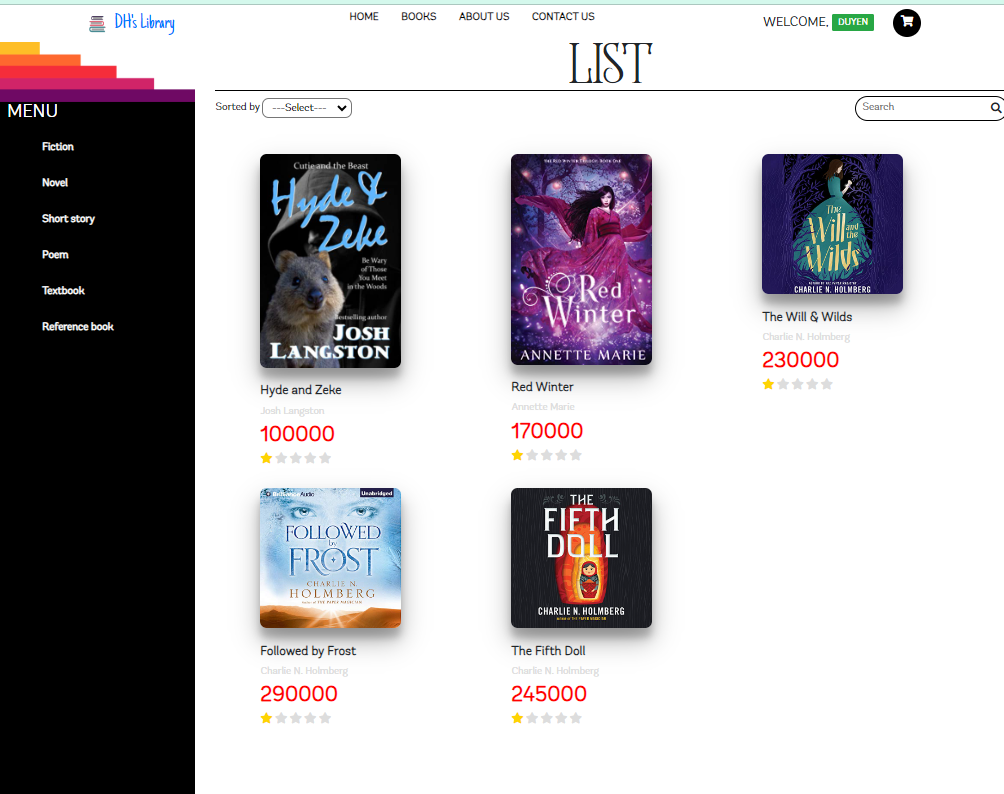 DH's Library
HOME BOOKS ABOUT US CONTACT US
WELCOME, DUYEN
LIST
MENU
Sorted by ---Select---
Search
Fiction
Novel
Short story
Poem
Textbook
Reference book
Cutie and the Beast
Hyde &
Zeke
Be Wary
of Those
You Meet
in the Woods
Bestselling author
JOSH
LANGSTON
Hyde and Zeke
Josh Langston
100000
THE RED WINTER TRILOGY: BOOK ONE
Red
Winter
ANNETTE MARIE
Red Winter
Annette Marie
170000
The
Will and
the
Wilds
CHARLIE N. HOLMBERG
The Will & Wilds
Charlie N. Holmberg
230000
Audio
Unabridged
FOLLOWED
by
FROST
CHARLIE N.
HOLMBERG
Followed by Frost
Charlie N. Holmberg
290000
THE
FIFTH
DOLL
CHARLIE N. HOLMBERG
The Fifth Doll
Charlie N. Holmberg
245000